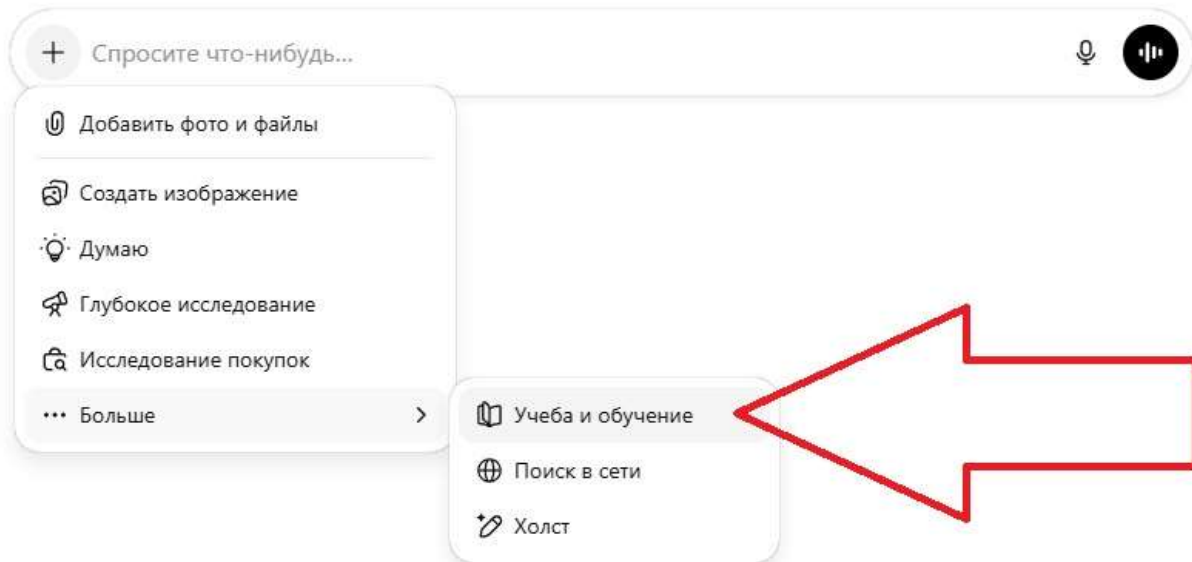 Спросите что-нибудь...
Добавить фото и файлы
Создать изображение
Думаю
Глубокое исследование
Исследование покупок
Больше
Учеба и обучение
Поиск в сети
Холст